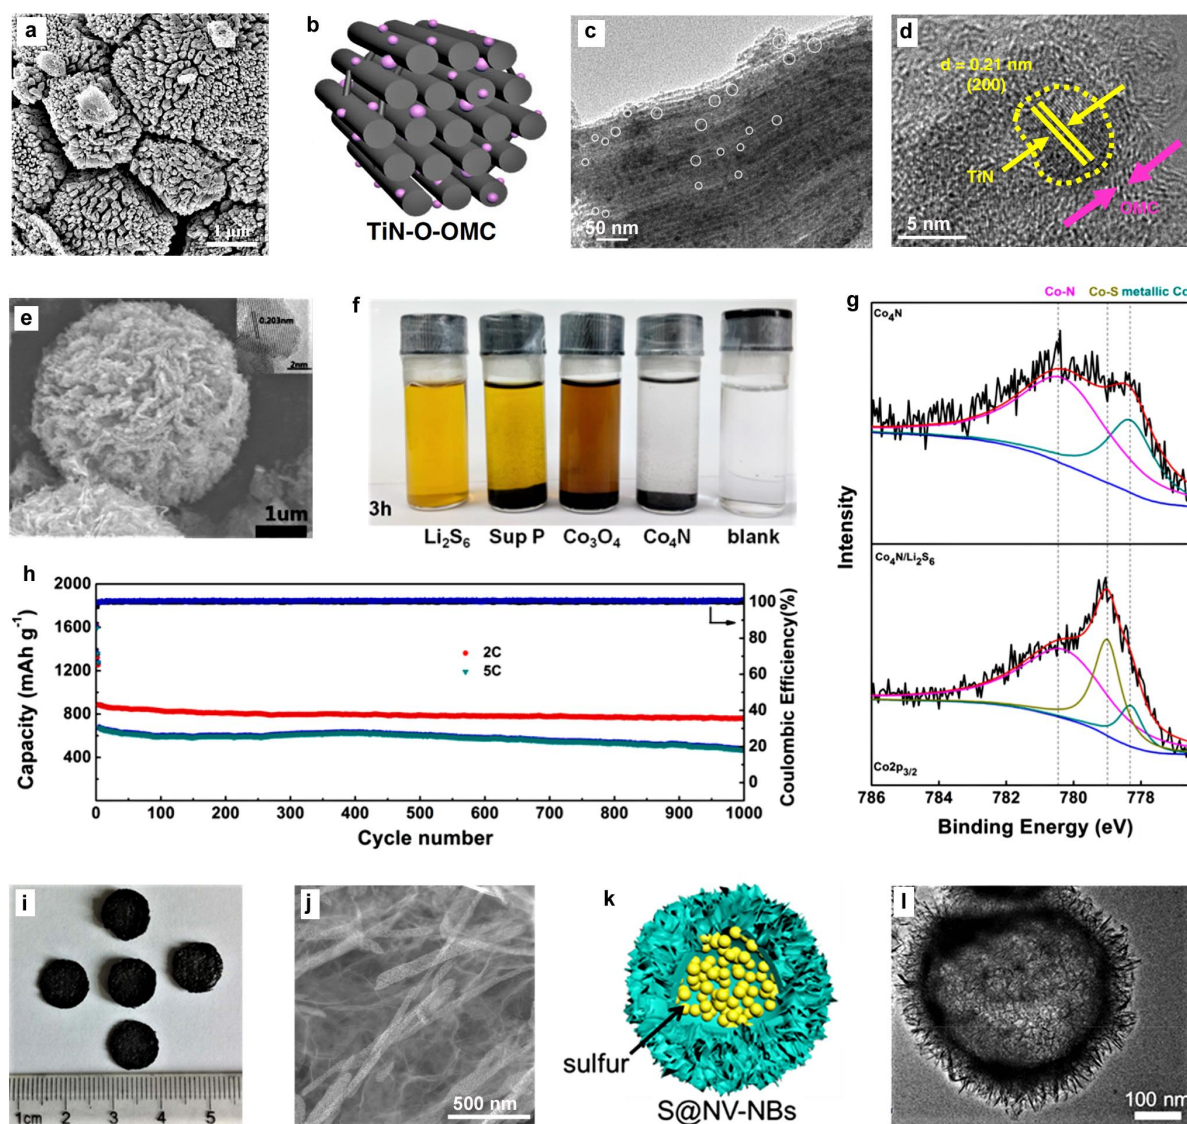 a
1 μm
b
TiN-O-OMC
c
50 nm
d
d = 0.21 nm
(200)
TiN
OMC
5 nm
e
0.203nm
2nm
1um
f
3h
Li₂S₆ Sup P Co₃O₄ Co₄N blank
g
Co-N Co-S metallic Co
Co₄N
Co₄N/Li₂S₆
Co2p₃/₂
Intensity
786 784 782 780 778
Binding Energy (eV)
h
2000
1600
1200
800
400
Capacity (mAh g⁻¹)
2C
5C
100
80
60
40
20
0
Coulombic Efficiency(%)
0 100 200 300 400 500 600 700 800 900 1000
Cycle number
i
1cm 2 3 4 5
j
500 nm
k
sulfur
S@NV-NBs
l
100 nm